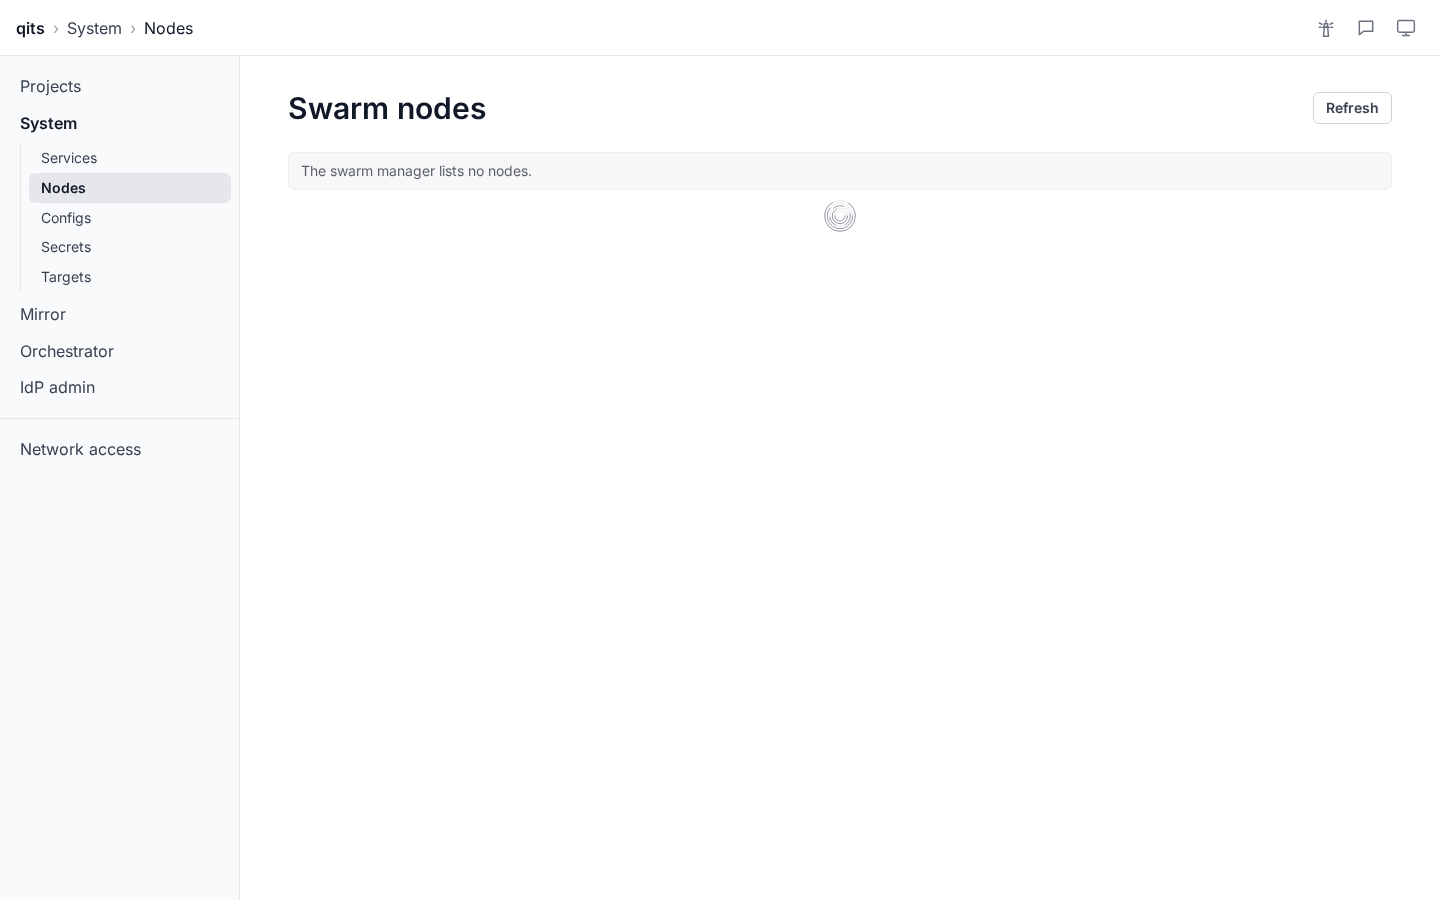 qits › System › Nodes
Projects
System
Services
Nodes
Configs
Secrets
Targets
Mirror
Orchestrator
IdP admin
Network access
Swarm nodes
Refresh
The swarm manager lists no nodes.